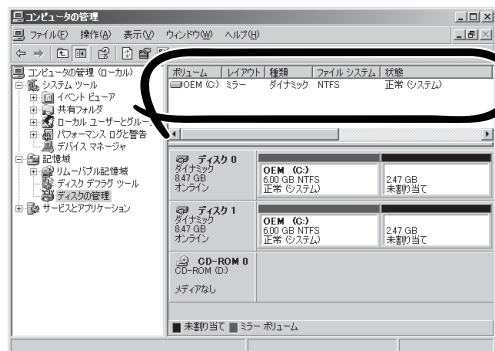 コンピュータの管理
ファイル(F) 操作(A) 表示(V) ウィンドウ(W) ヘルプ(H)
コンピュータの管理 (ローカル)
システム ツール
イベント ビューア
共有フォルダ
ローカル ユーザーとグルー
パフォーマンス ログと警告
デバイス マネージャ
記憶域
リムーバブル記憶域
ディスク デフラグ ツール
ディスクの管理
サービスとアプリケーション
ボリューム レイアウト 種類 ファイル システム 状態
OEM (C:) ミラー ダイナミック NTFS 正常 (システム)
ディスク 0
ダイナミック
8.47 GB
オンライン
OEM (C:)
6.00 GB NTFS
正常 (システム)
2.47 GB
未割り当て
ディスク 1
ダイナミック
8.47 GB
オンライン
OEM (C:)
6.00 GB NTFS
正常 (システム)
2.47 GB
未割り当て
CD-ROM 0
CD-ROM (D:)
メディアなし
未割り当て ミラー ボリューム